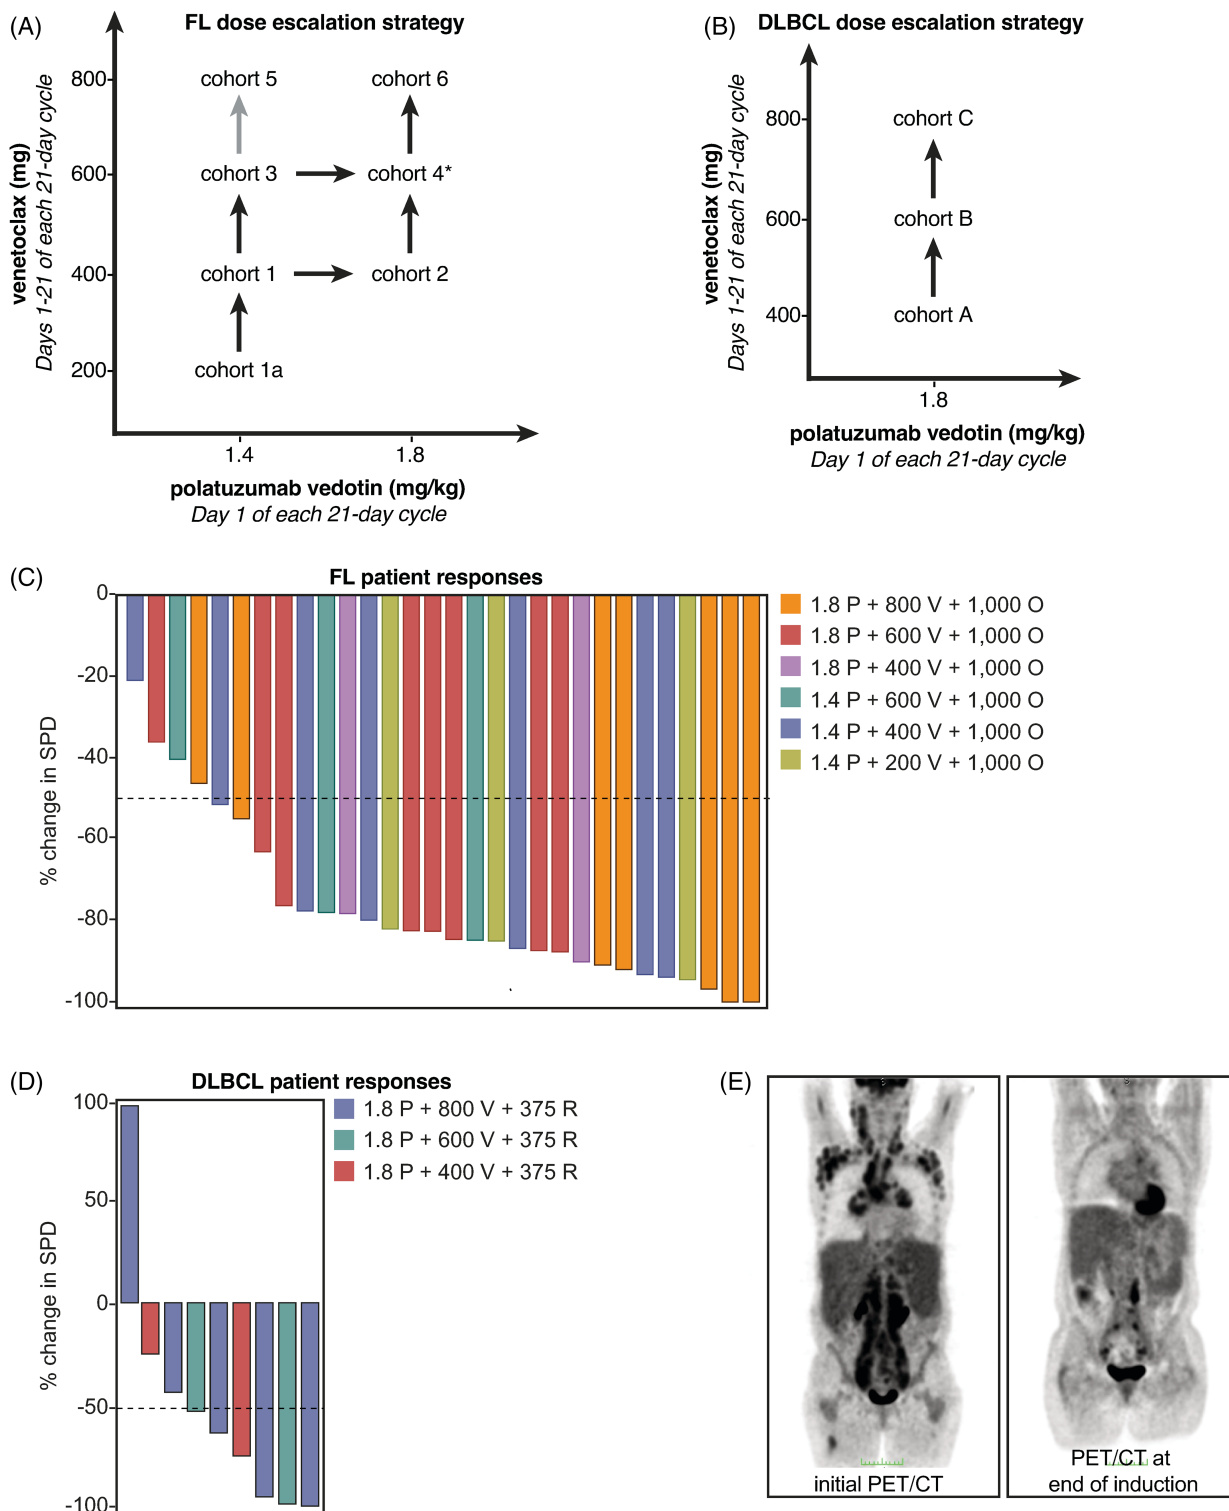 (A)
FL dose escalation strategy
venetoclax (mg)
Days 1-21 of each 21-day cycle
800
600
400
200
cohort 5
cohort 6
cohort 3
cohort 4*
cohort 1
cohort 2
cohort 1a
1.4
1.8
polatuzumab vedotin (mg/kg)
Day 1 of each 21-day cycle
(B)
DLBCL dose escalation strategy
venetoclax (mg)
Days 1-21 of each 21-day cycle
800
600
400
cohort C
cohort B
cohort A
1.8
polatuzumab vedotin (mg/kg)
Day 1 of each 21-day cycle
(C)
FL patient responses
% change in SPD
0
-20
-40
-60
-80
-100
1.8 P + 800 V + 1,000 O
1.8 P + 600 V + 1,000 O
1.8 P + 400 V + 1,000 O
1.4 P + 600 V + 1,000 O
1.4 P + 400 V + 1,000 O
1.4 P + 200 V + 1,000 O
(D)
DLBCL patient responses
% change in SPD
100
50
0
-50
-100
1.8 P + 800 V + 375 R
1.8 P + 600 V + 375 R
1.8 P + 400 V + 375 R
(E)
initial PET/CT
PET/CT at
end of induction